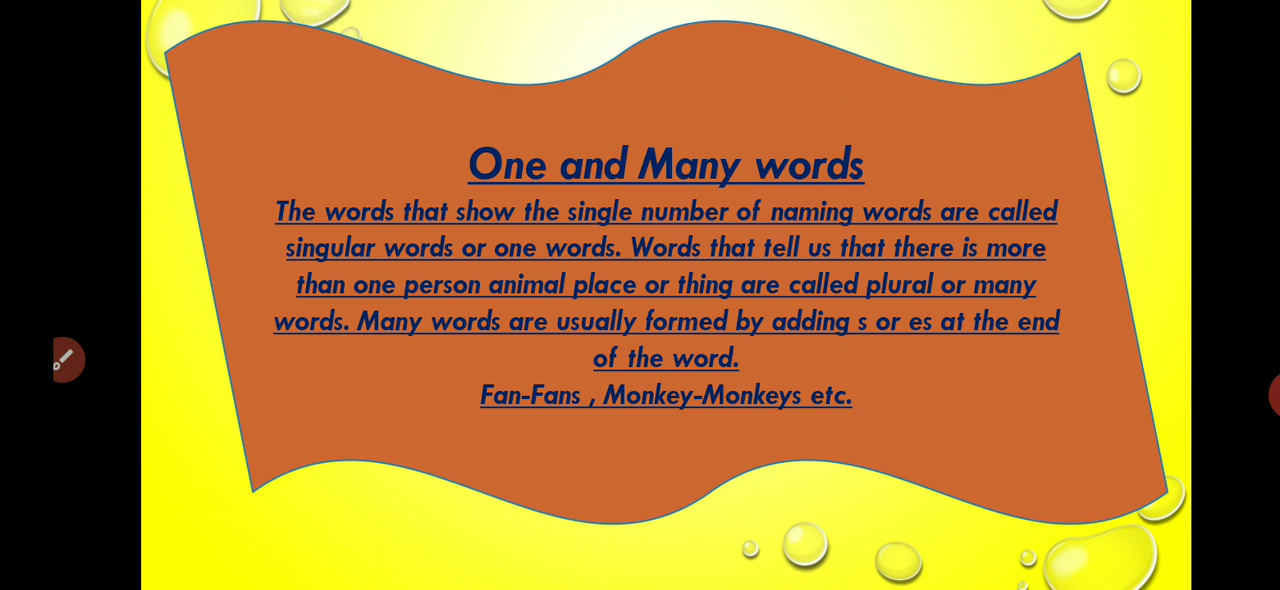 One and Many words
The words that show the single number of naming words are called
singular words or one words. Words that tell us that there is more
than one person animal place or thing are called plural or many
words. Many words are usually formed by adding s or es at the end
of the word.
Fan-Fans , Monkey-Monkeys etc.